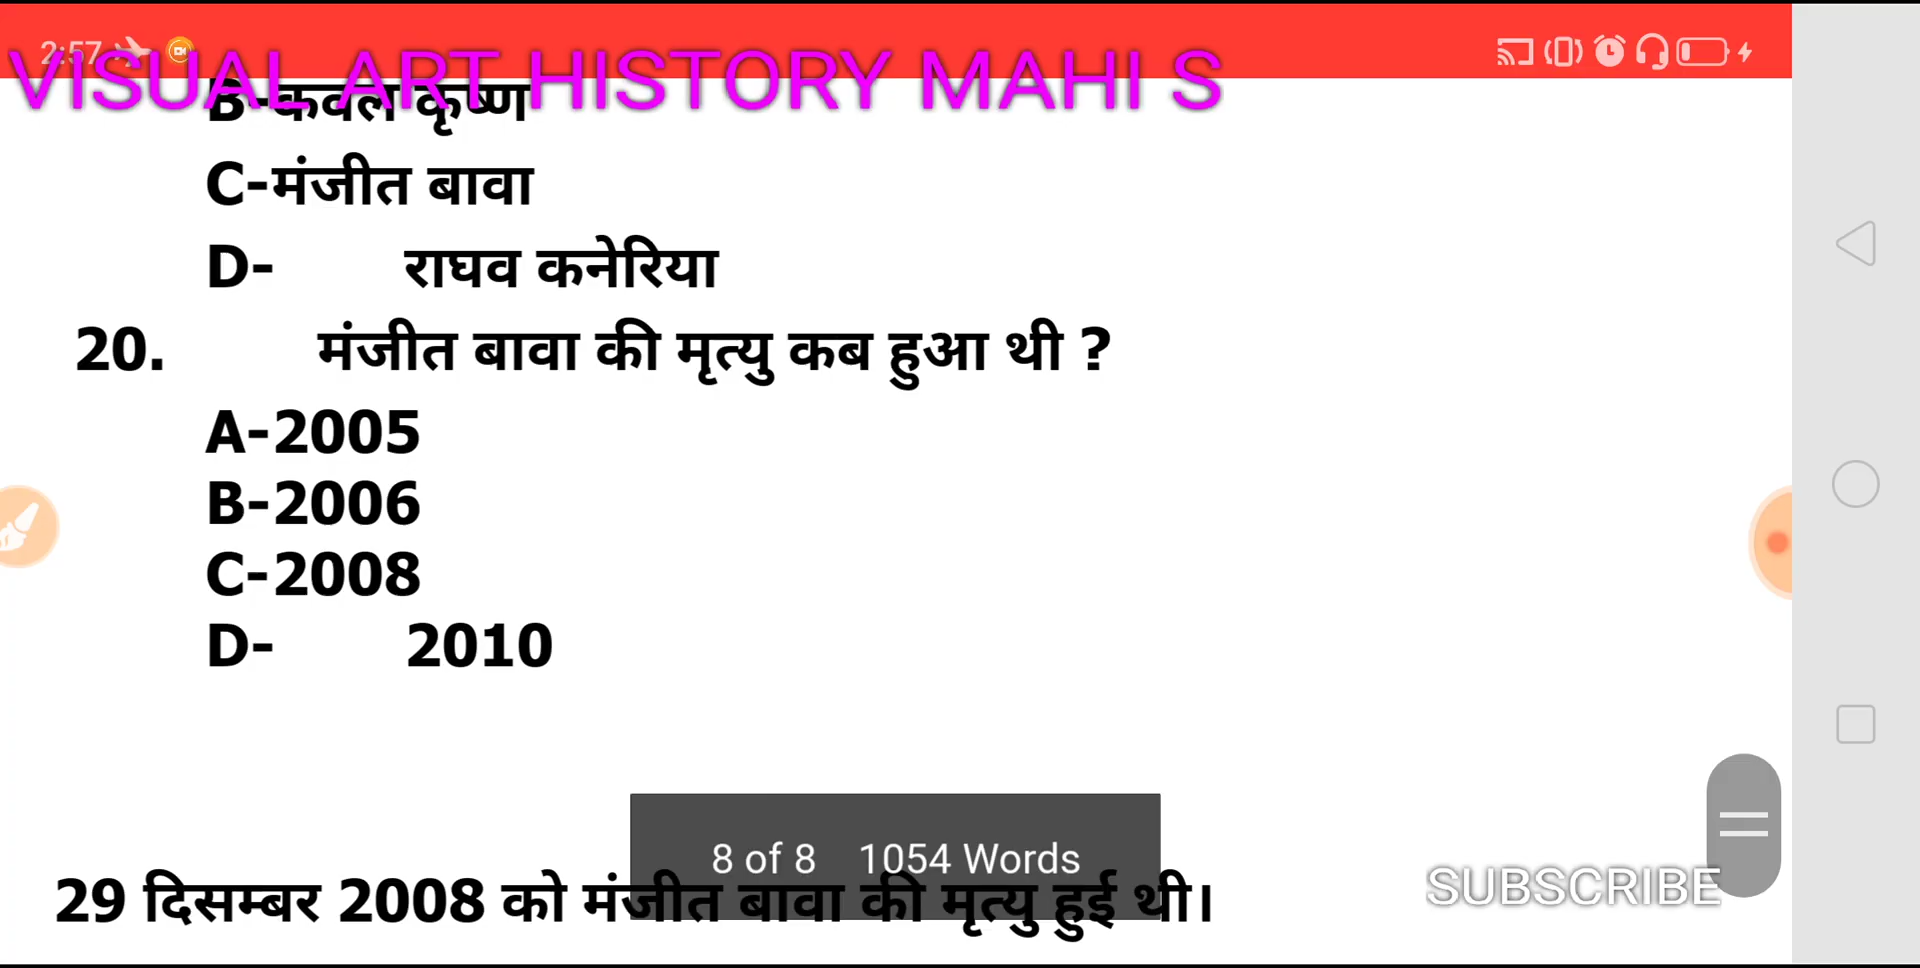 2:57
VISUAL ART HISTORY MAHI S
B-कवल कृष्ण
C-मंजीत बावा
D- राघव कनेरिया
20. मंजीत बावा की मृत्यु कब हुआ थी ?
A-2005
B-2006
C-2008
D- 2010
8 of 8 1054 Words
29 दिसम्बर 2008 को मंजीत बावा की मृत्यु हुई थी।
SUBSCRIBE